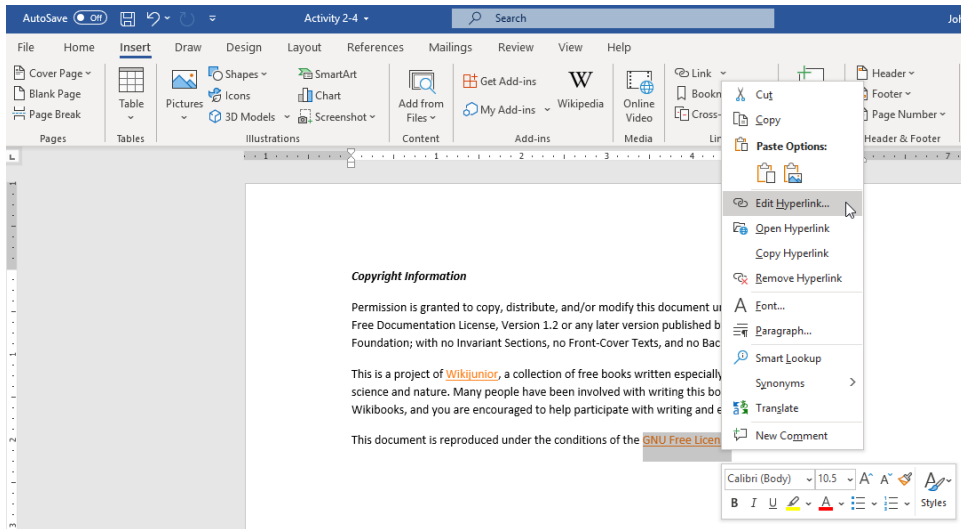 AutoSave Off Activity 2-4 Search
File Home Insert Draw Design Layout References Mailings Review View Help
Cover Page
Blank Page
Page Break
Pages
Table
Tables
Pictures
Shapes
Icons
3D Models
SmartArt
Chart
Screenshot
Illustrations
Add from
Files
Content
Get Add-ins
My Add-ins
Wikipedia
Add-ins
Online
Video
Media
Link
Header
Footer
Page Number
Header & Footer
1 1 2 3 4 7
Cut
Copy
Paste Options:
Edit Hyperlink...
Open Hyperlink
Copy Hyperlink
Remove Hyperlink
Font...
Paragraph...
Smart Lookup
Synonyms
Translate
New Comment
Copyright Information
Permission is granted to copy, distribute, and/or modify this document
Free Documentation License, Version 1.2 or any later version published
Foundation; with no Invariant Sections, no Front-Cover Texts, and no
This is a project of Wikijunior, a collection of free books written especially
science and nature. Many people have been involved with writing this
Wikibooks, and you are encouraged to help participate with writing and
This document is reproduced under the conditions of the GNU Free
Calibri (Body) 10.5 A A
B I U A Styles